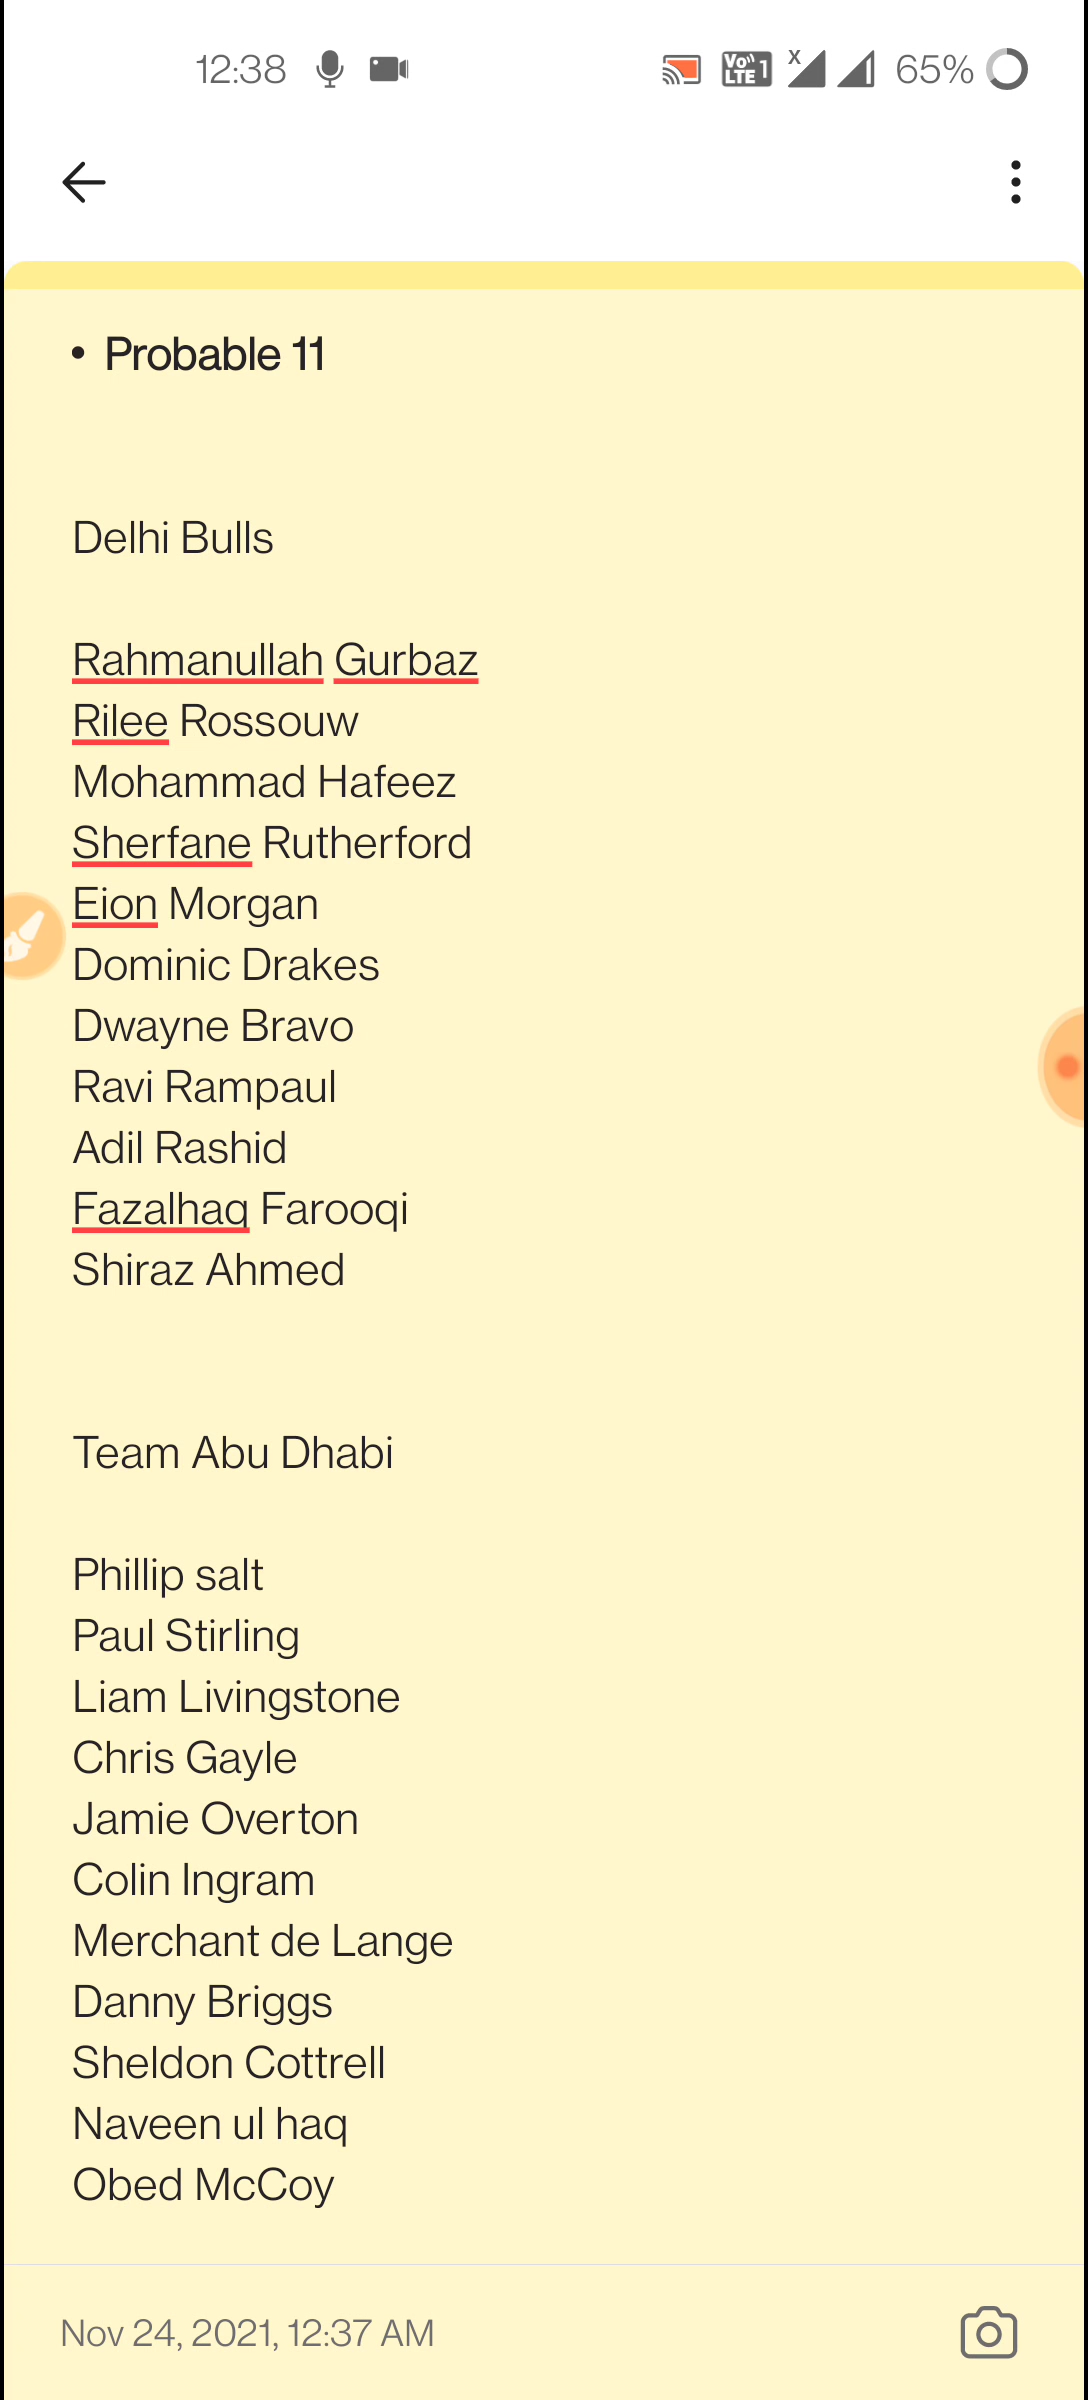 12:38
Vo)) LTE 1 x 65%
• Probable 11
Delhi Bulls
Rahmanullah Gurbaz
Rilee Rossouw
Mohammad Hafeez
Sherfane Rutherford
Eion Morgan
Dominic Drakes
Dwayne Bravo
Ravi Rampaul
Adil Rashid
Fazalhaq Farooqi
Shiraz Ahmed
Team Abu Dhabi
Phillip salt
Paul Stirling
Liam Livingstone
Chris Gayle
Jamie Overton
Colin Ingram
Merchant de Lange
Danny Briggs
Sheldon Cottrell
Naveen ul haq
Obed McCoy
Nov 24, 2021, 12:37 AM